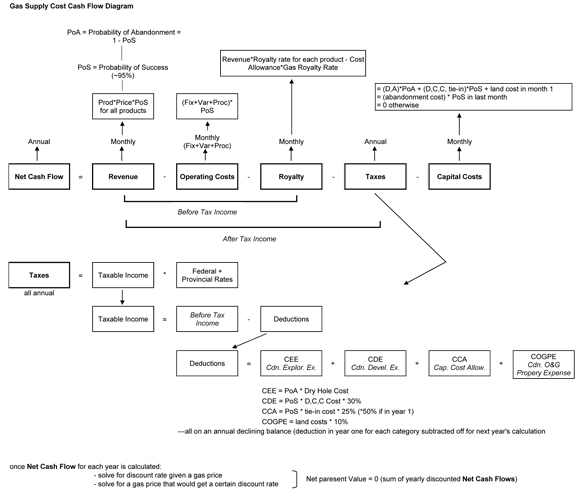 Gas Supply Cost Cash Flow Diagram
PoA = Probability of Abandonment =
1 - PoS
PoS = Probability of Success
(~95%)
Revenue*Royalty rate for each product - Cost
Allowance*Gas Royalty Rate
Prod*Price*PoS
for all products
(Fix+Var+Proc)*
PoS
= (D,A)*PoA + (D,C,C, tie-in)*PoS + land cost in month 1
= (abandonment cost) * PoS in last month
= 0 otherwise
Annual
Monthly
Monthly
(Fix+Var+Proc)
Monthly
Annual
Monthly
Net Cash Flow = Revenue - Operating Costs - Royalty - Taxes - Capital Costs
Before Tax Income
After Tax Income
Taxes = Taxable Income * Federal +
Provincial Rates
all annual
Taxable Income = Before Tax
Income - Deductions
Deductions = CEE
Cdn. Explor. Ex. + CDE
Cdn. Devel. Ex. + CCA
Cap. Cost Allow. + COGPE
Cdn. O&G
Propery Expense
CEE = PoA * Dry Hole Cost
CDE = PoS * D,C,C Cost * 30%
CCA = PoS * tie-in cost * 25% (*50% if in year 1)
COGPE = land costs * 10%
---all on an annual declining balance (deduction in year one for each category subtracted off for next year's calculation
once Net Cash Flow for each year is calculated:
- solve for discount rate given a gas price
- solve for a gas price that would get a certain discount rate
Net paresent Value = 0 (sum of yearly discounted Net Cash Flows)